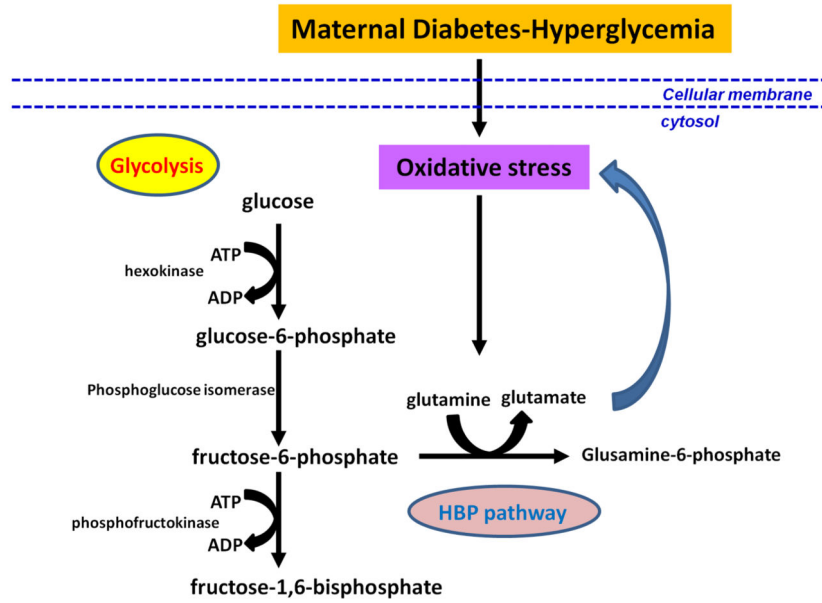 Maternal Diabetes-Hyperglycemia
Cellular membrane
cytosol
Glycolysis
Oxidative stress
glucose
ATP
hexokinase
ADP
glucose-6-phosphate
Phosphoglucose isomerase
glutamine glutamate
fructose-6-phosphate
Glusamine-6-phosphate
ATP
phosphofructokinase
ADP
HBP pathway
fructose-1,6-bisphosphate